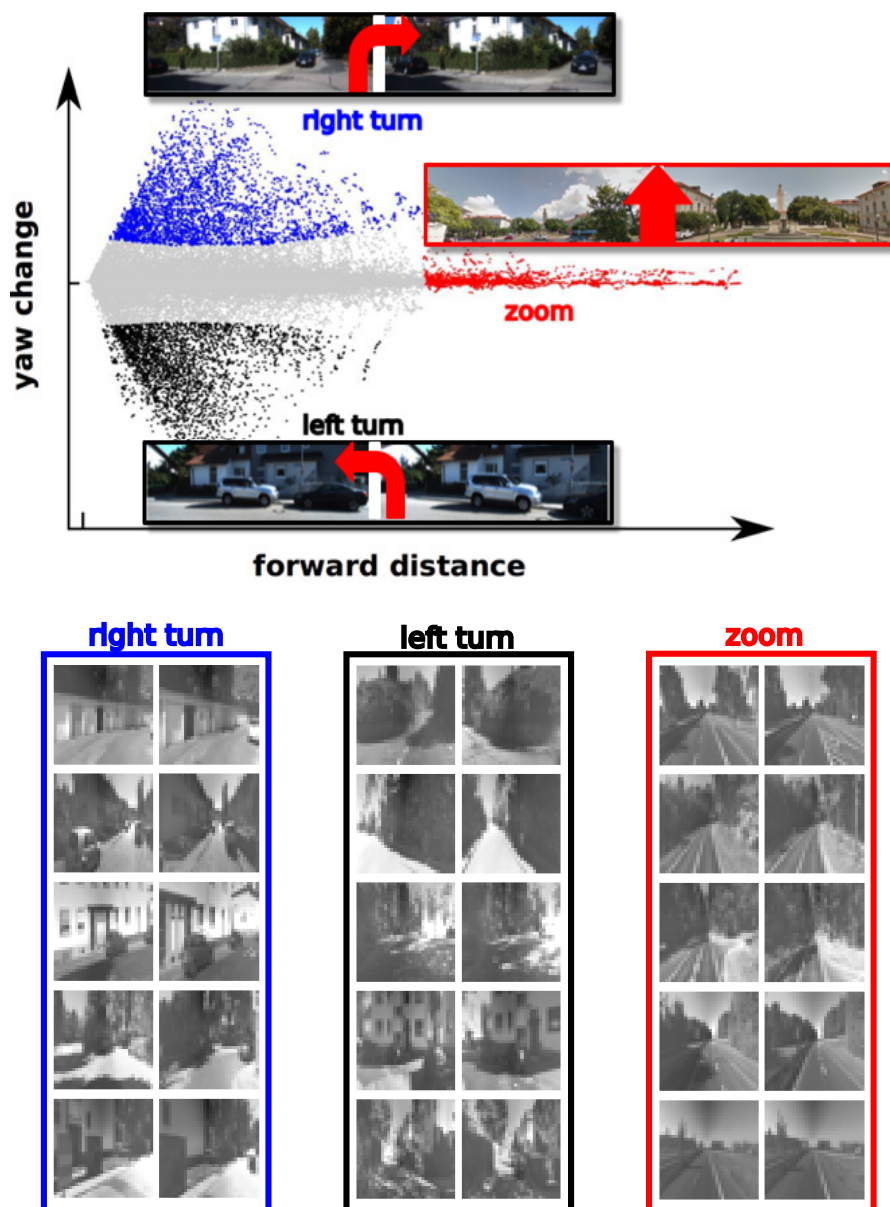 right turn
zoom
left turn
yaw change
forward distance
right turn
left turn
zoom